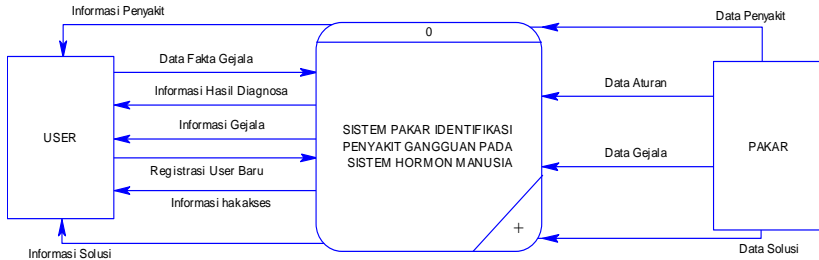 Informasi Penyakit
Data Penyakit
0
Data Fakta Gejala
Informasi Hasil Diagnosa
Informasi Gejala
USER
Registrasi User Baru
Informasi hakakses
Informasi Solusi
SISTEM PAKAR IDENTIFIKASI
PENYAKIT GANGGUAN PADA
SISTEM HORMON MANUSIA
+
Data Aturan
Data Gejala
PAKAR
Data Solusi